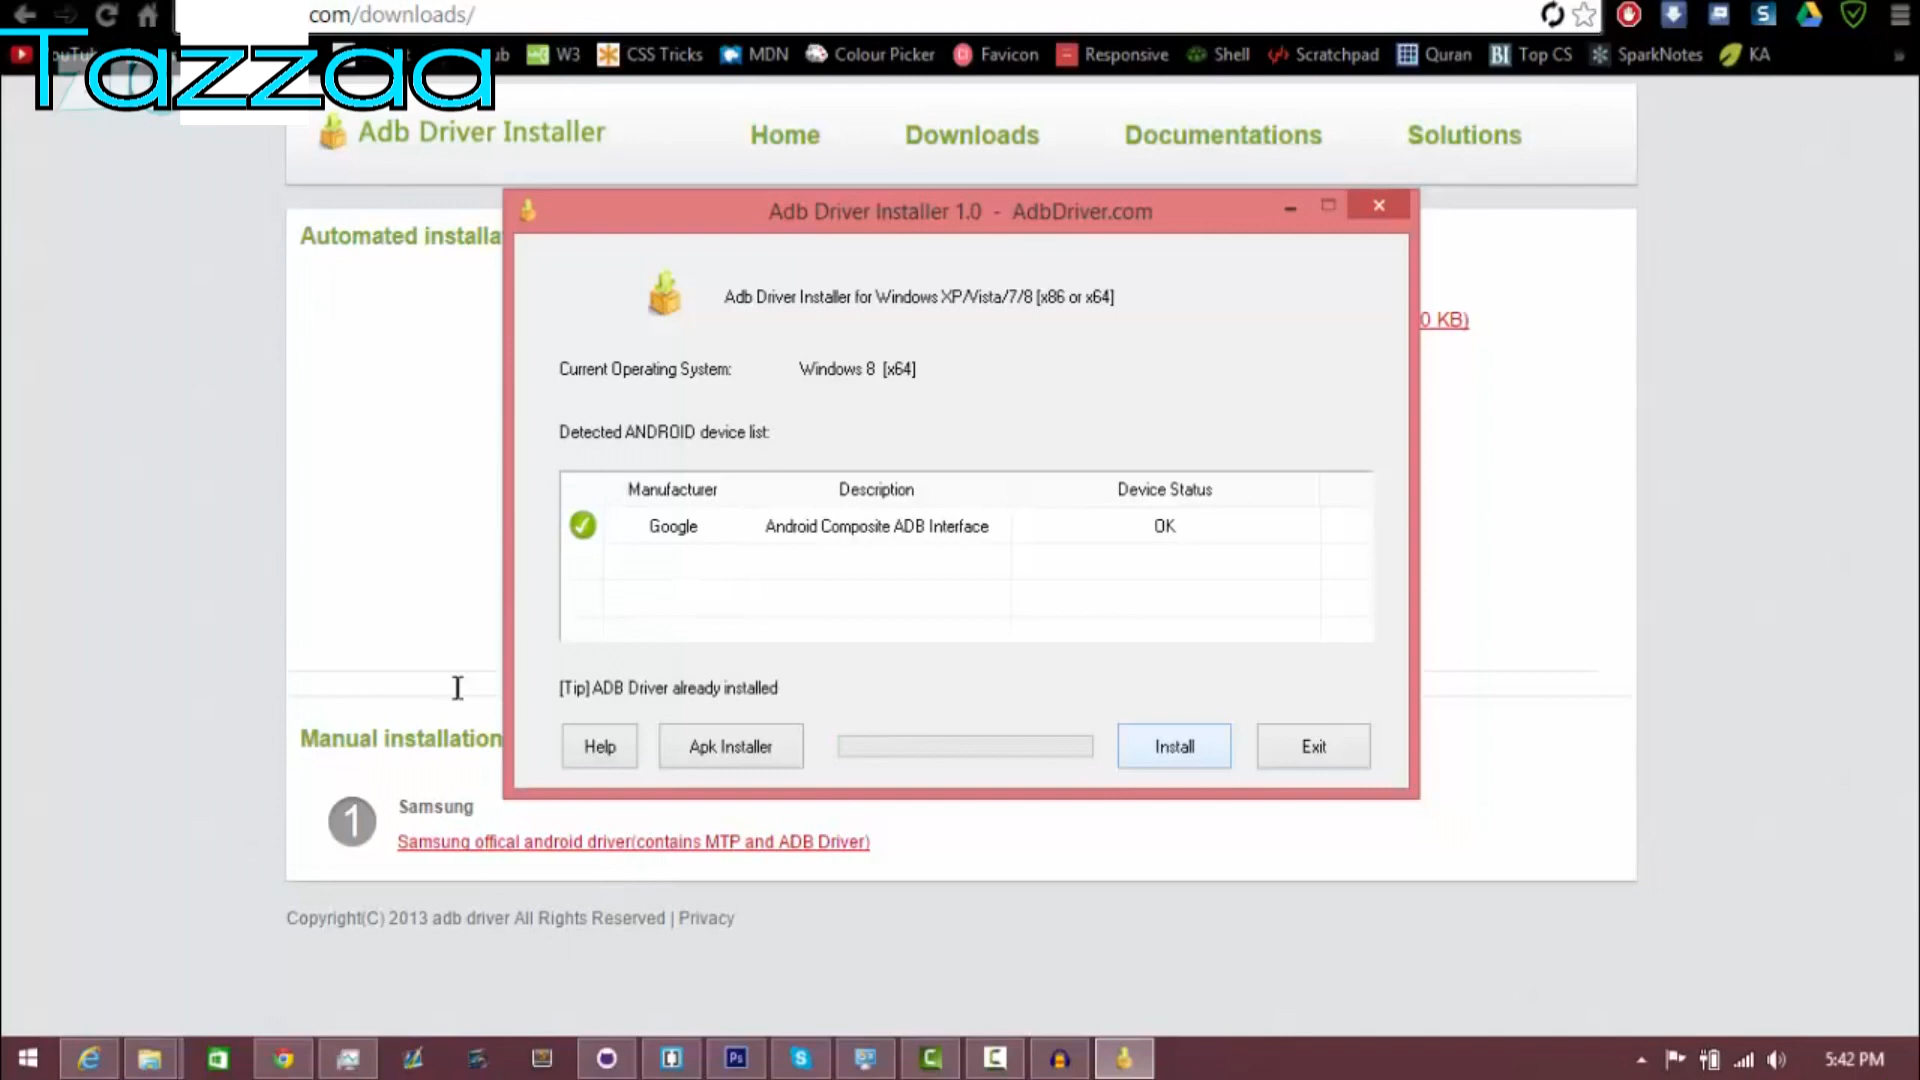 com/downloads/
W3 CSS Tricks MDN Colour Picker Favicon Responsive Shell Scratchpad Quran BI Top CS SparkNotes KA »
Tazzaa
Adb Driver Installer Home Downloads Documentations Solutions
Automated installa
Adb Driver Installer 1.0 - AdbDriver.com
Adb Driver Installer for Windows XP/Vista/7/8 [x86 or x64]
0 KB)
Current Operating System: Windows 8 [x64]
Detected ANDROID device list:
Manufacturer Description Device Status
Google Android Composite ADB Interface OK
[Tip] ADB Driver already installed
Help Apk Installer Install Exit
Manual installation
1 Samsung
Samsung offical android driver(contains MTP and ADB Driver)
Copyright(C) 2013 adb driver All Rights Reserved | Privacy
Ps
5:42 PM